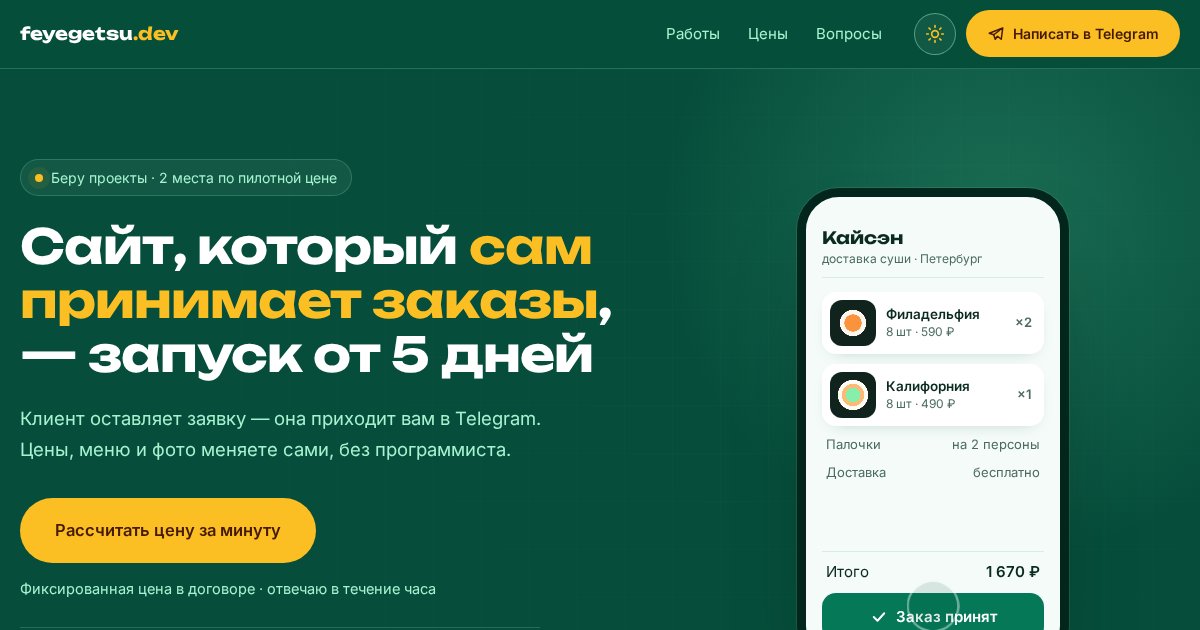 feyegetsu.dev
Работы
Цены
Вопросы
Написать в Telegram
Беру проекты · 2 места по пилотной цене
Сайт, который сам
принимает заказы,
— запуск от 5 дней
Клиент оставляет заявку — она приходит вам в Telegram.
Цены, меню и фото меняете сами, без программиста.
Рассчитать цену за минуту
Фиксированная цена в договоре · отвечаю в течение часа
Кайсэн
доставка суши · Петербург
Филадельфия
8 шт · 590 ₽
×2
Калифорния
8 шт · 490 ₽
×1
Палочки на 2 персоны
Доставка бесплатно
Итого 1 670 ₽
Заказ принят